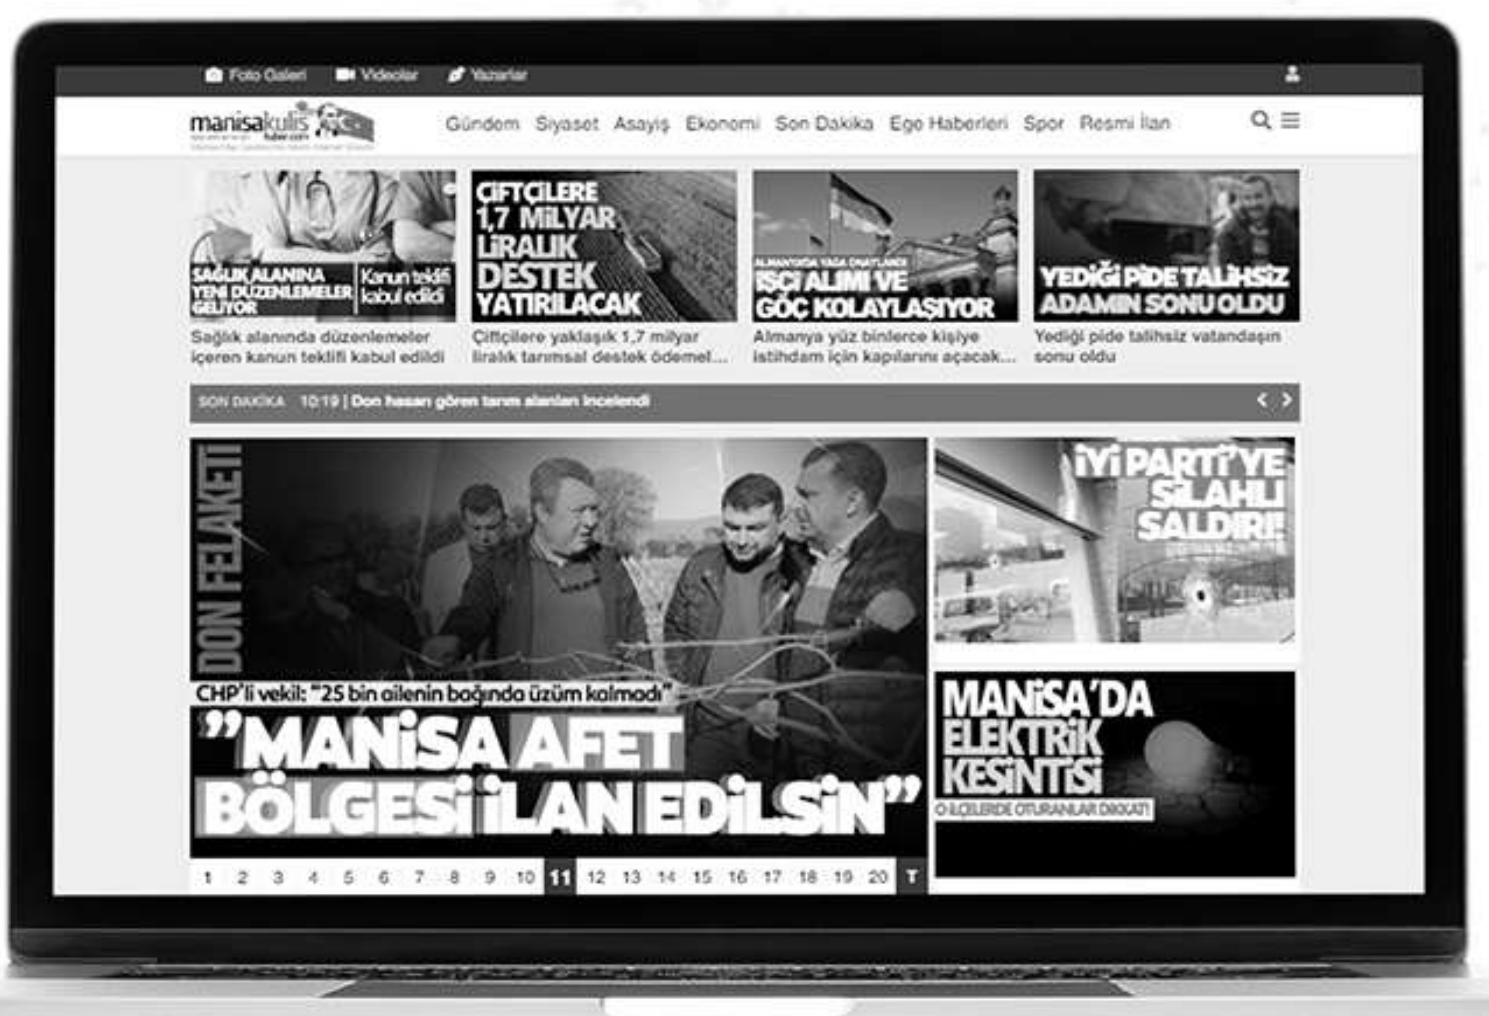 Foto Galeri Videolar Yazarlar
manisakulis
haber.com
Gündem Siyaset Asayiş Ekonomi Son Dakika Ege Haberleri Spor Resmi İlan
SAĞLIK ALANINA
YENİ DÜZENLEMELER
GELİYOR
Kanun teklifi
kabul edildi
Sağlık alanında düzenlemeler
içeren kanun teklifi kabul edildi
ÇİFTÇİLERE
1,7 MİLYAR
LİRALIK
DESTEK
YATIRILACAK
Çiftçilere yaklaşık 1,7 milyar
liralık tarımsal destek ödemel...
ALMANYA'DA YASA ONAYLANDI
İŞÇİ ALIMI VE
GÖÇ KOLAYLAŞIYOR
Almanya yüz binlerce kişiye
istihdam için kapılarını açacak...
YEDİĞİ PİDE TALİHSİZ
ADAMIN SONU OLDU
Yediği pide talihsiz vatandaşın
sonu oldu
SON DAKİKA 10:19 | Don hasarı gören tarım alanları incelendi
DON FELAKETİ
CHP'li vekil: "25 bin ailenin bağında üzüm kalmadı"
"MANİSA AFET
BÖLGESİ İLAN EDİLSİN"
1 2 3 4 5 6 7 8 9 10 11 12 13 14 15 16 17 18 19 20 T
İYİ PARTİ'YE
SİLAHLI
SALDIRI!
MANİSA'DA
ELEKTRİK
KESİNTİSİ
O İLÇELERDE OTURANLAR DİKKAT!